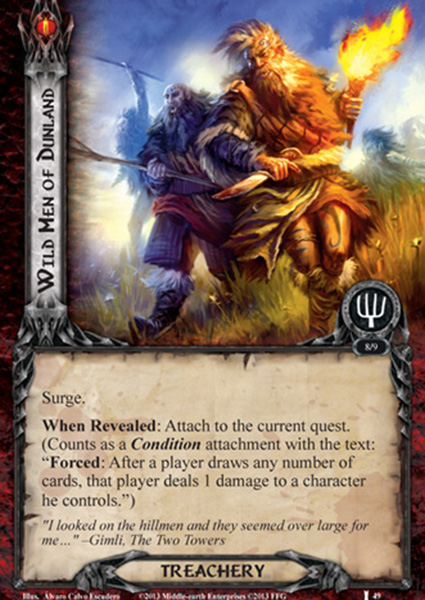 WILD MEN OF DUNLAND
8/9
Surge.
When Revealed: Attach to the current quest.
(Counts as a Condition attachment with the text:
“Forced: After a player draws any number of
cards, that player deals 1 damage to a character
he controls.”)
"I looked on the hillmen and they seemed over large for
me…" –Gimli, The Two Towers
TREACHERY
Illus. Álvaro Calvo Escudero ©2013 Middle-earth Enterprises ©2013 FFG 49